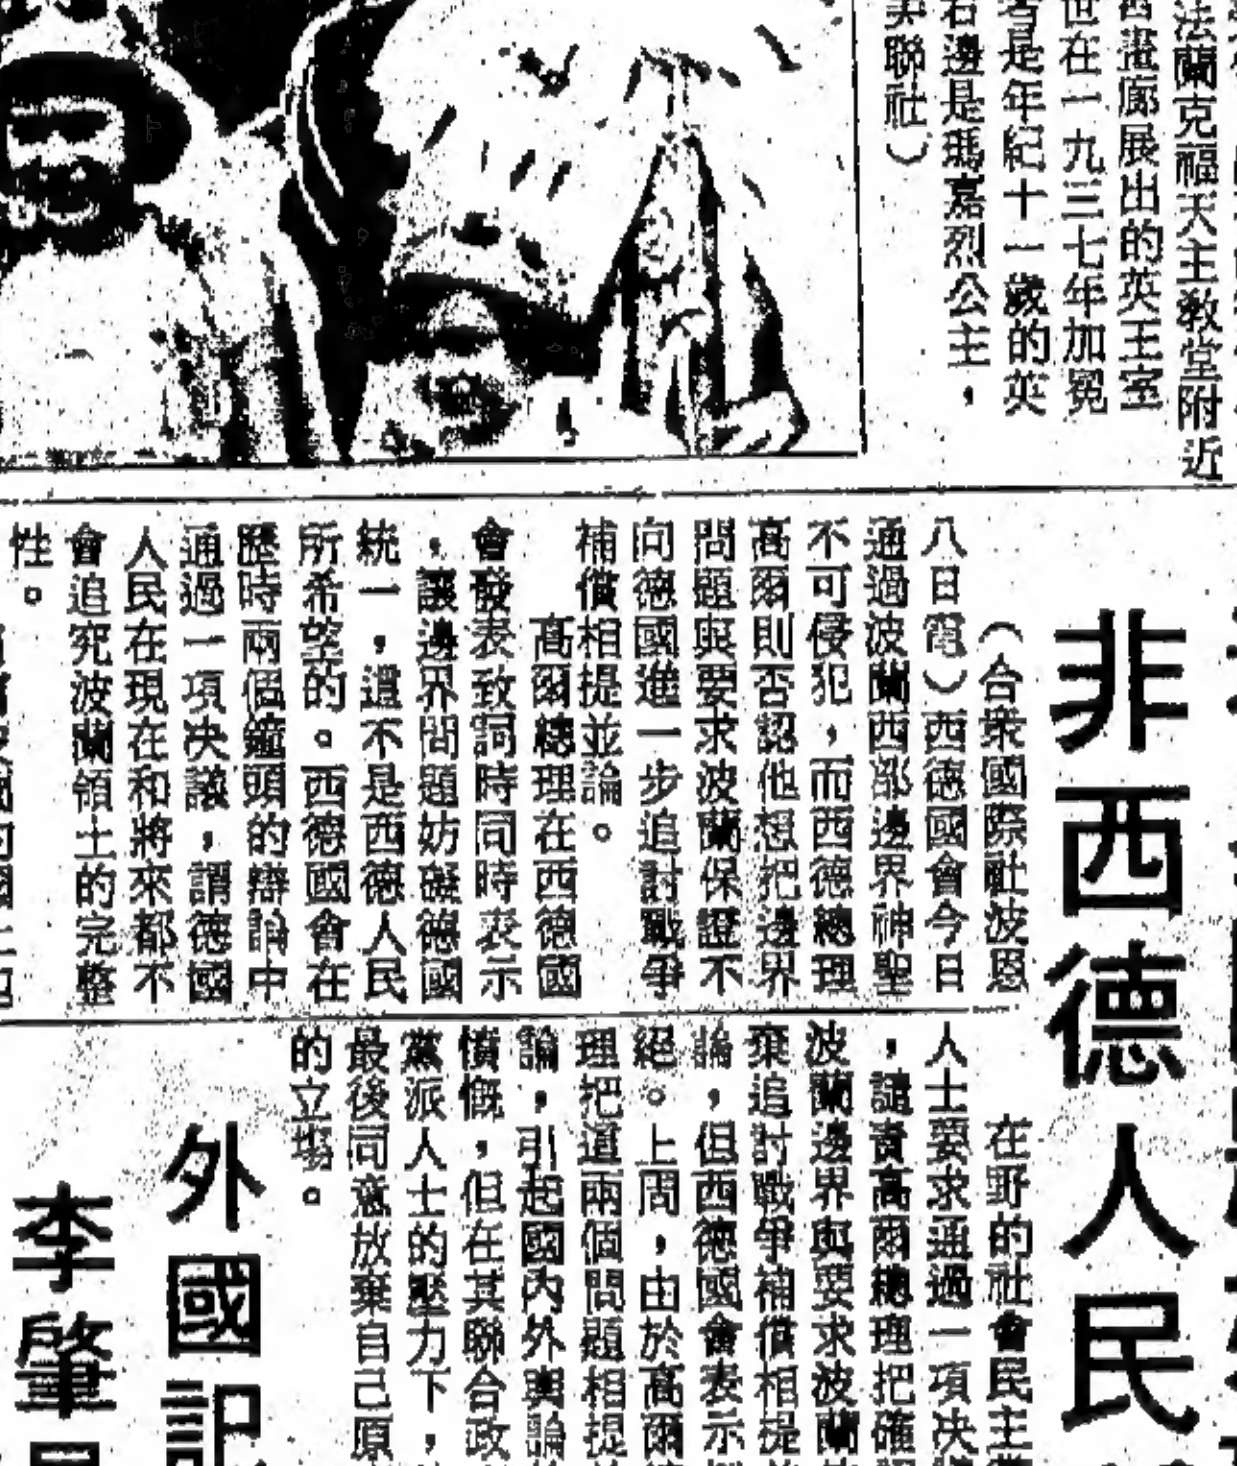 法蘭克福天主教堂附近
畫廊展出的英王室
世在一九三七年加冕
者是年紀十一歲的英
右邊是瑪嘉烈公主，
美聯社）
非西德人民
（合衆國際社波恩
八日電）西德國會今日
通過波蘭西部邊界神聖
不可侵犯，而西德總理
高爾則否認他想把邊界
問題與要求波蘭保證不
向德國進一步追討戰爭
補償相提並論。
高爾總理在西德國
會發表致詞時同時表示
，讓邊界問題妨礙德國
統一，還不是西德人民
所希望的。西德國會在
歷時兩個鐘頭的辯論中
通過一項決議，謂德國
人民在現在和將來都不
會追究波蘭領土的完整
性。
在野的社會民主黨
人士要求通過一項決
，譴責高爾總理把確
波蘭邊界與要求波蘭
棄追討戰爭補償相提
論，但西德國會表示
絕。上問，由於高爾
理把這兩個問題相提
論，引起國內外輿論
憤慨，但在其聯合政
黨派人士的壓力下，
最後同意放棄自己原
的立場。
外國記
李肇